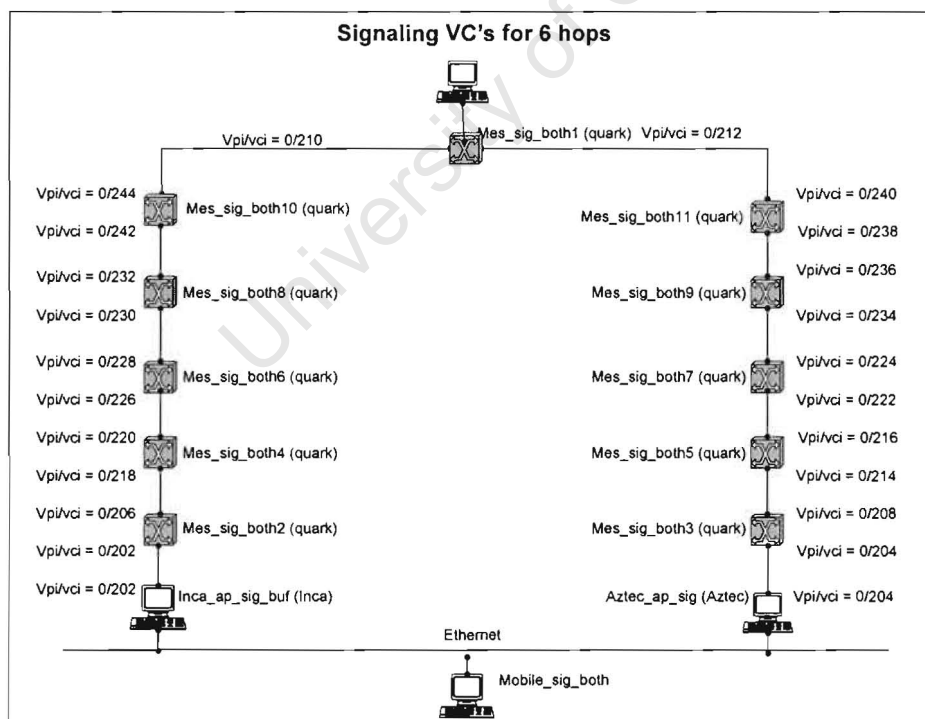 Signaling VC's for 6 hops
Vpi/vci = 0/210
Mes_sig_both1 (quark)
Vpi/vci = 0/212
Vpi/vci = 0/244
Mes_sig_both10 (quark)
Vpi/vci = 0/242
Vpi/vci = 0/240
Mes_sig_both11 (quark)
Vpi/vci = 0/238
Vpi/vci = 0/232
Mes_sig_both8 (quark)
Vpi/vci = 0/230
Vpi/vci = 0/236
Mes_sig_both9 (quark)
Vpi/vci = 0/234
Vpi/vci = 0/228
Mes_sig_both6 (quark)
Vpi/vci = 0/226
Vpi/vci = 0/224
Mes_sig_both7 (quark)
Vpi/vci = 0/222
Vpi/vci = 0/220
Mes_sig_both4 (quark)
Vpi/vci = 0/218
Vpi/vci = 0/216
Mes_sig_both5 (quark)
Vpi/vci = 0/214
Vpi/vci = 0/206
Mes_sig_both2 (quark)
Vpi/vci = 0/202
Vpi/vci = 0/208
Mes_sig_both3 (quark)
Vpi/vci = 0/204
Vpi/vci = 0/202
Inca_ap_sig_buf (Inca)
Aztec_ap_sig (Aztec)
Vpi/vci = 0/204
Ethernet
Mobile_sig_both
University of